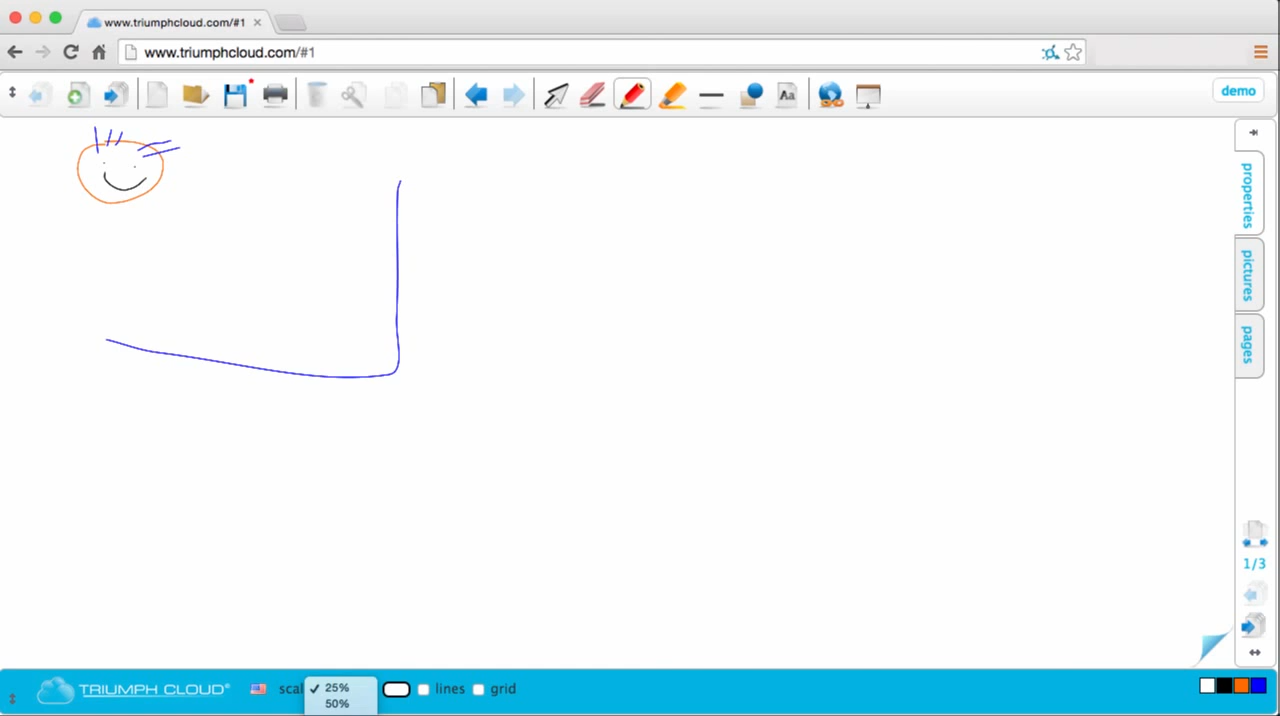 www.triumphcloud.com/#1
www.triumphcloud.com/#1
Aa
demo
properties
pictures
pages
1/3
TRIUMPH CLOUD®
scal
✓ 25%
50%
lines
grid